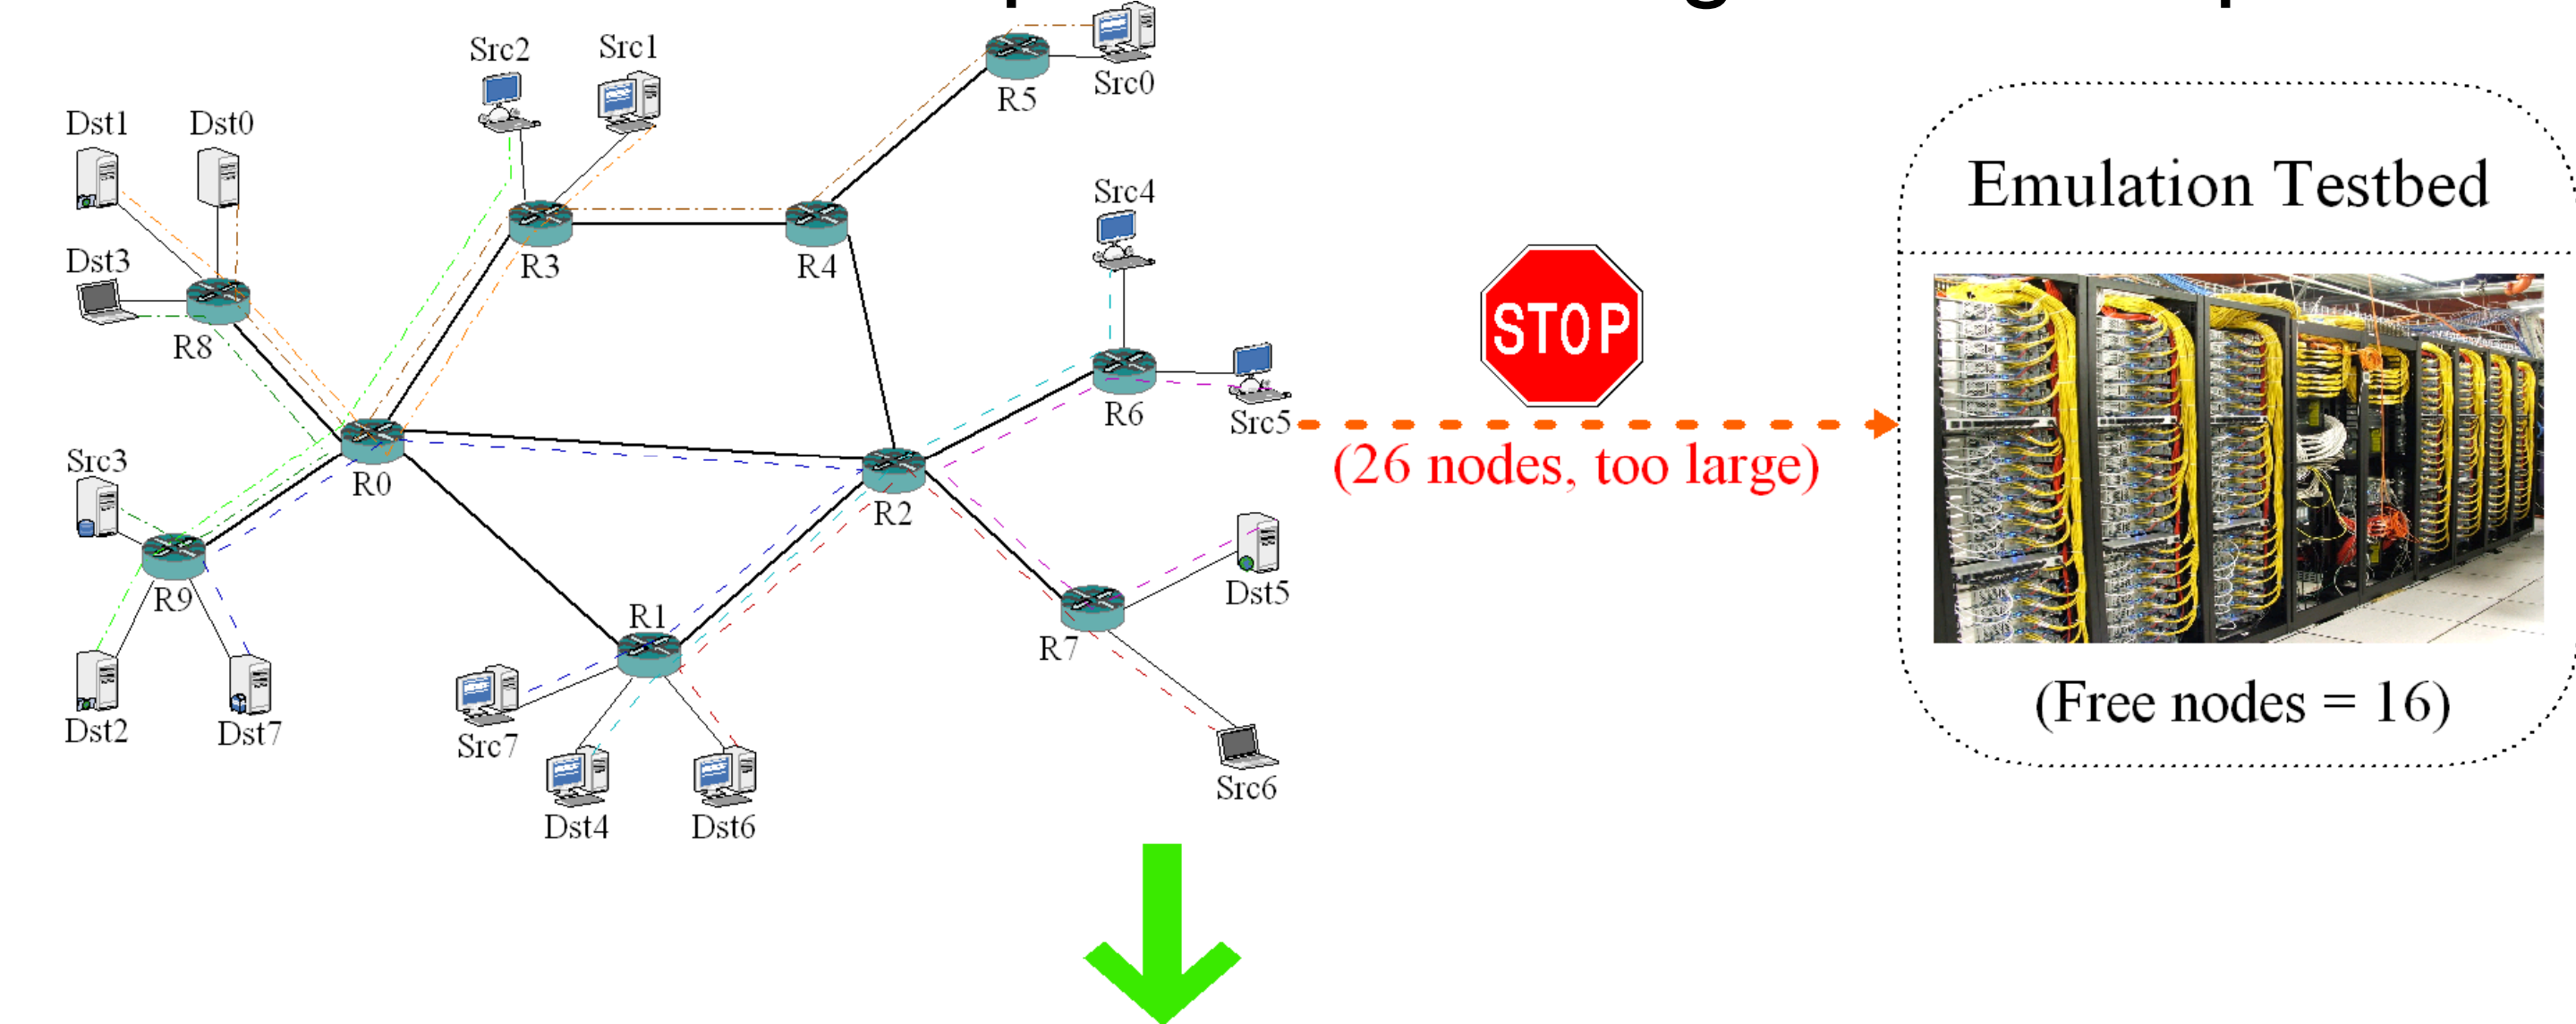 Src2
Src1
Src0
R5
Dst1
Dst0
Src4
Dst3
R3
R4
R8
R6
Src5
Src3
R0
R2
R9
Dst5
R1
R7
Dst2
Dst7
Src7
Src6
Dst4
Dst6
STOP
(26 nodes, too large)
Emulation Testbed
(Free nodes = 16)